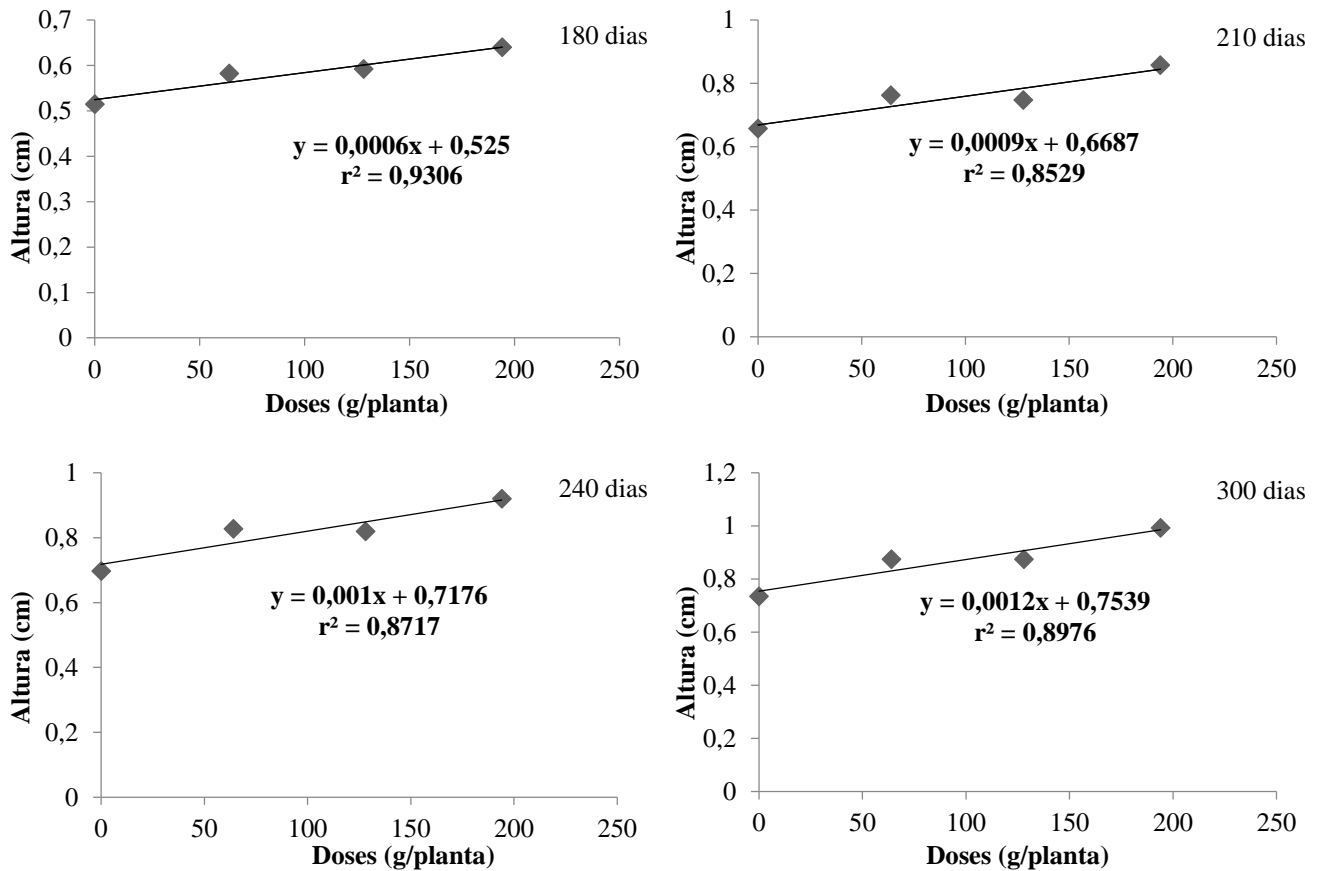 180 dias
0,7
0,6
0,5
0,4
0,3
0,2
0,1
0
Altura (cm)
y = 0,0006x + 0,525
r² = 0,9306
0 50 100 150 200 250
Doses (g/planta)
210 dias
1
0,8
0,6
0,4
0,2
0
Altura (cm)
y = 0,0009x + 0,6687
r² = 0,8529
0 50 100 150 200 250
Doses (g/planta)
240 dias
1
0,8
0,6
0,4
0,2
0
Altura (cm)
y = 0,001x + 0,7176
r² = 0,8717
0 50 100 150 200 250
Doses (g/planta)
300 dias
1,2
1
0,8
0,6
0,4
0,2
0
Altura (cm)
y = 0,0012x + 0,7539
r² = 0,8976
0 50 100 150 200 250
Doses (g/planta)